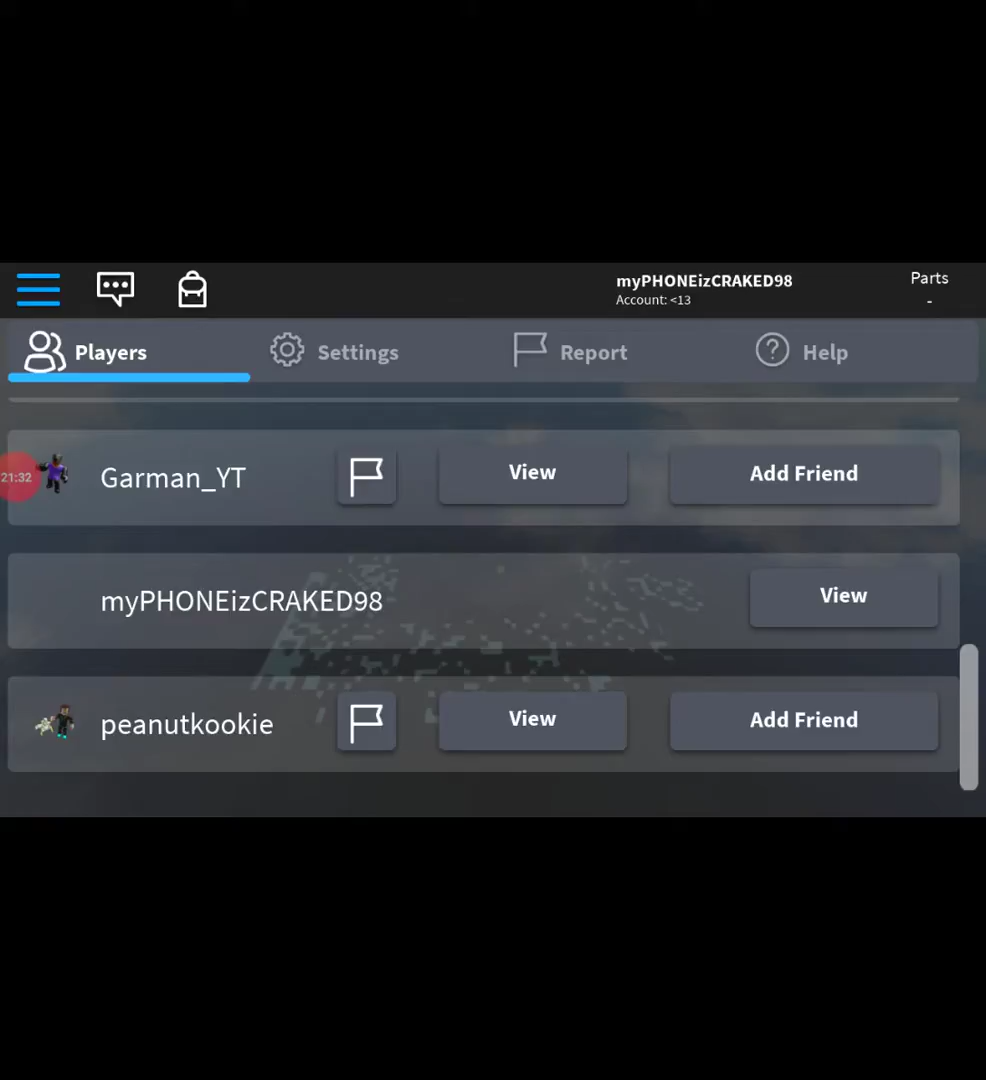 myPHONEizCRAKED98 Parts
Account: <13 -
Players Settings Report Help
21:32 Garman_YT View Add Friend
myPHONEizCRAKED98 View
peanutkookie View Add Friend